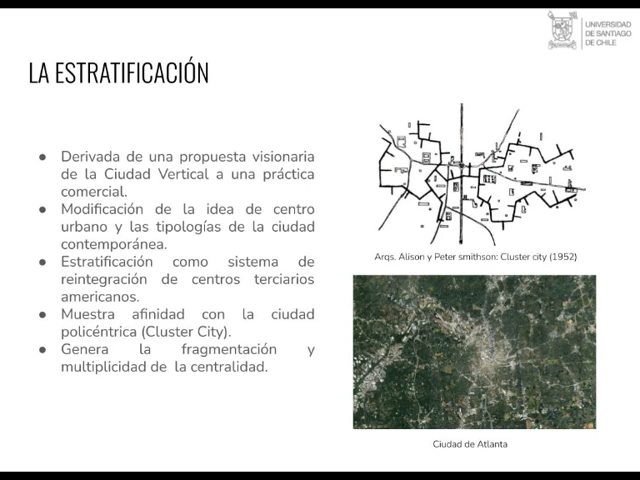 UNIVERSIDAD
DE SANTIAGO
DE CHILE
LA ESTRATIFICACIÓN
● Derivada de una propuesta visionaria
de la Ciudad Vertical a una práctica
comercial.
● Modificación de la idea de centro
urbano y las tipologías de la ciudad
contemporánea.
● Estratificación como sistema de
reintegración de centros terciarios
americanos.
● Muestra afinidad con la ciudad
policéntrica (Cluster City).
● Genera la fragmentación y
multiplicidad de la centralidad.
Arqs. Alison y Peter smithson: Cluster city (1952)
Ciudad de Atlanta